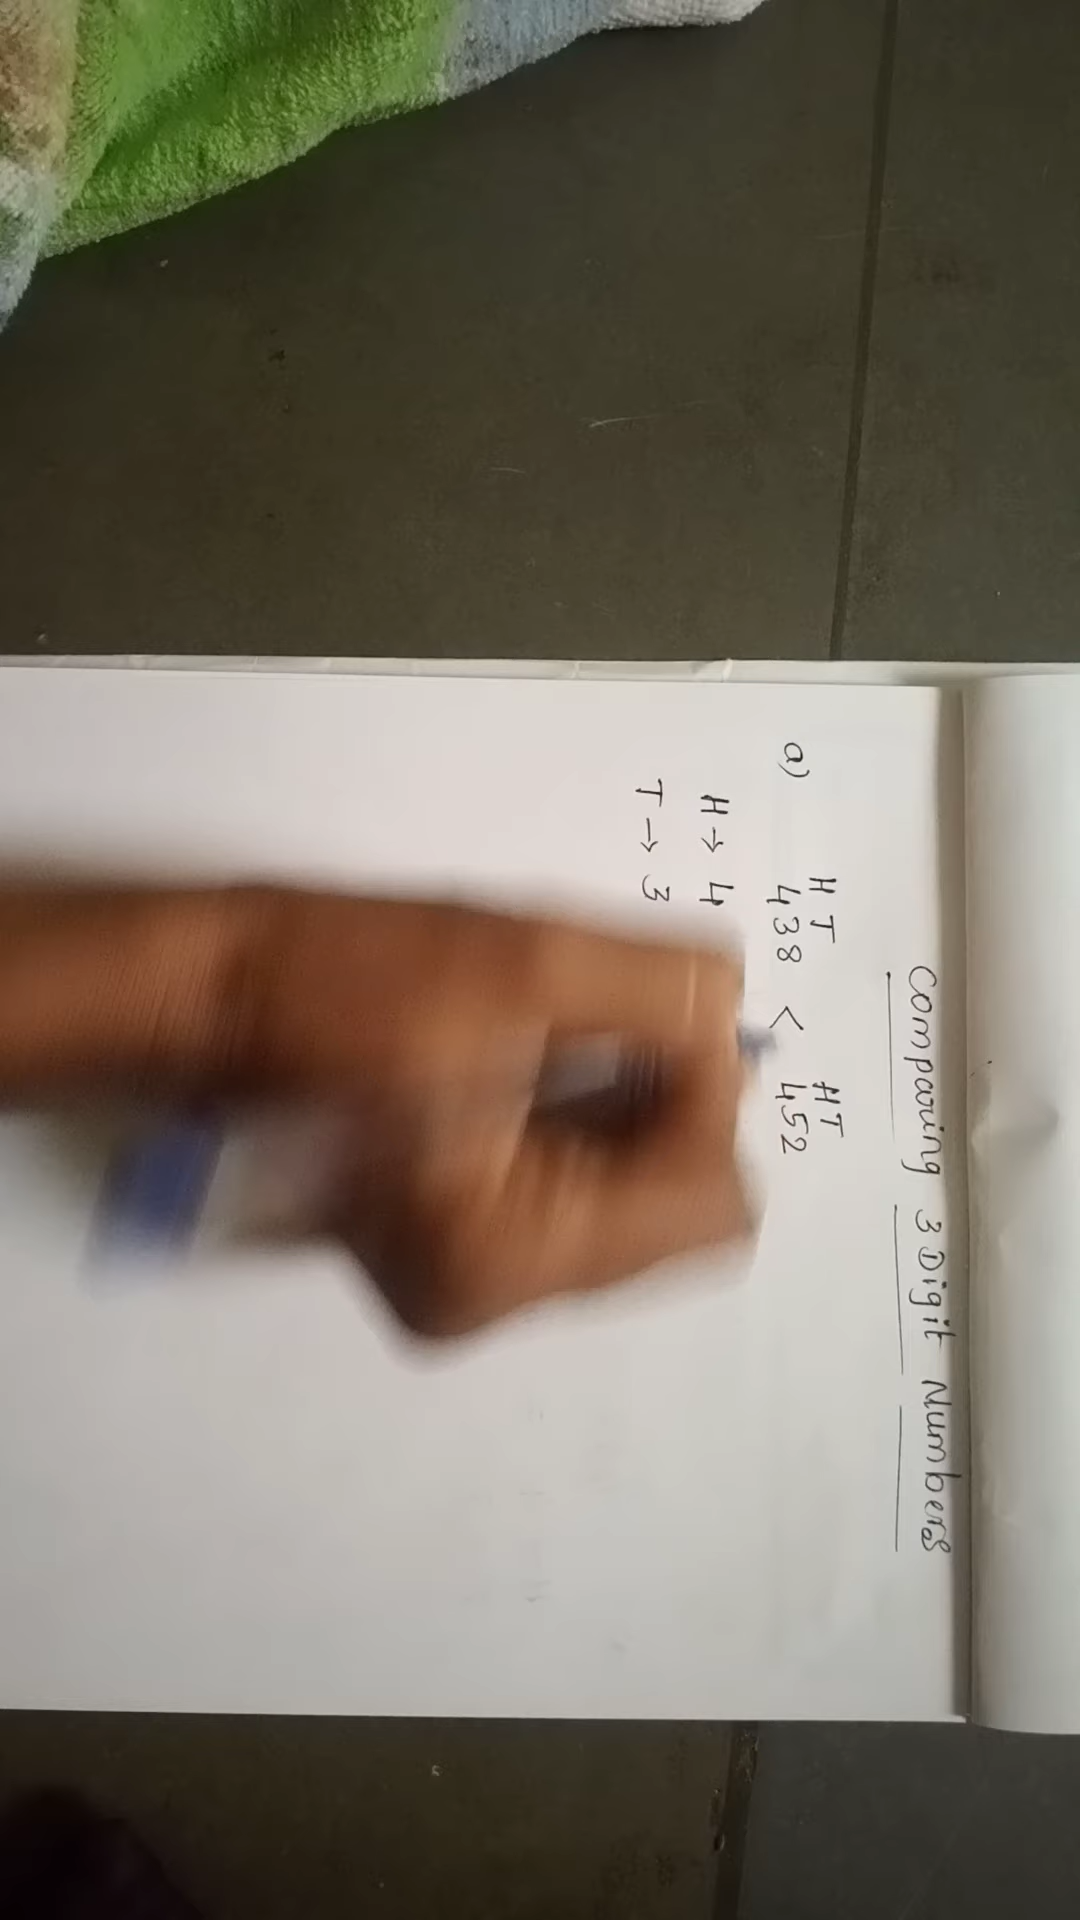 Comparing 3 Digit Numbers
H T H T
a) 438 < 452
H → 4
T → 3